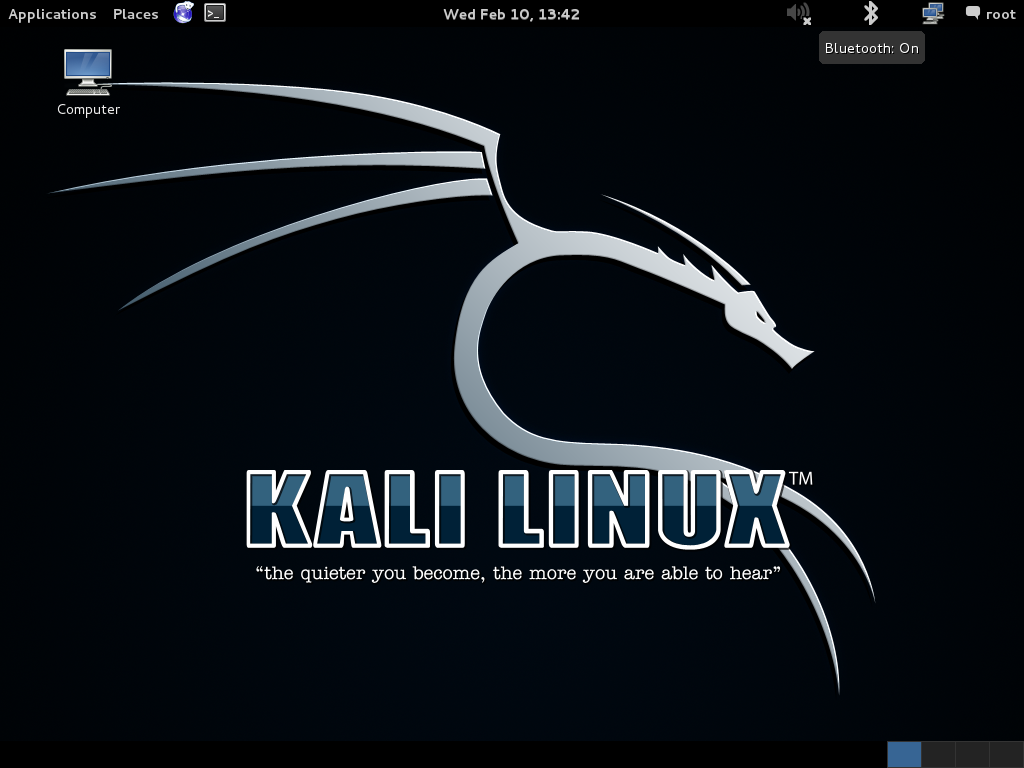 Applications Places >_ Wed Feb 10, 13:42 root
Bluetooth: On
Computer
KALI LINUX™
“the quieter you become, the more you are able to hear”